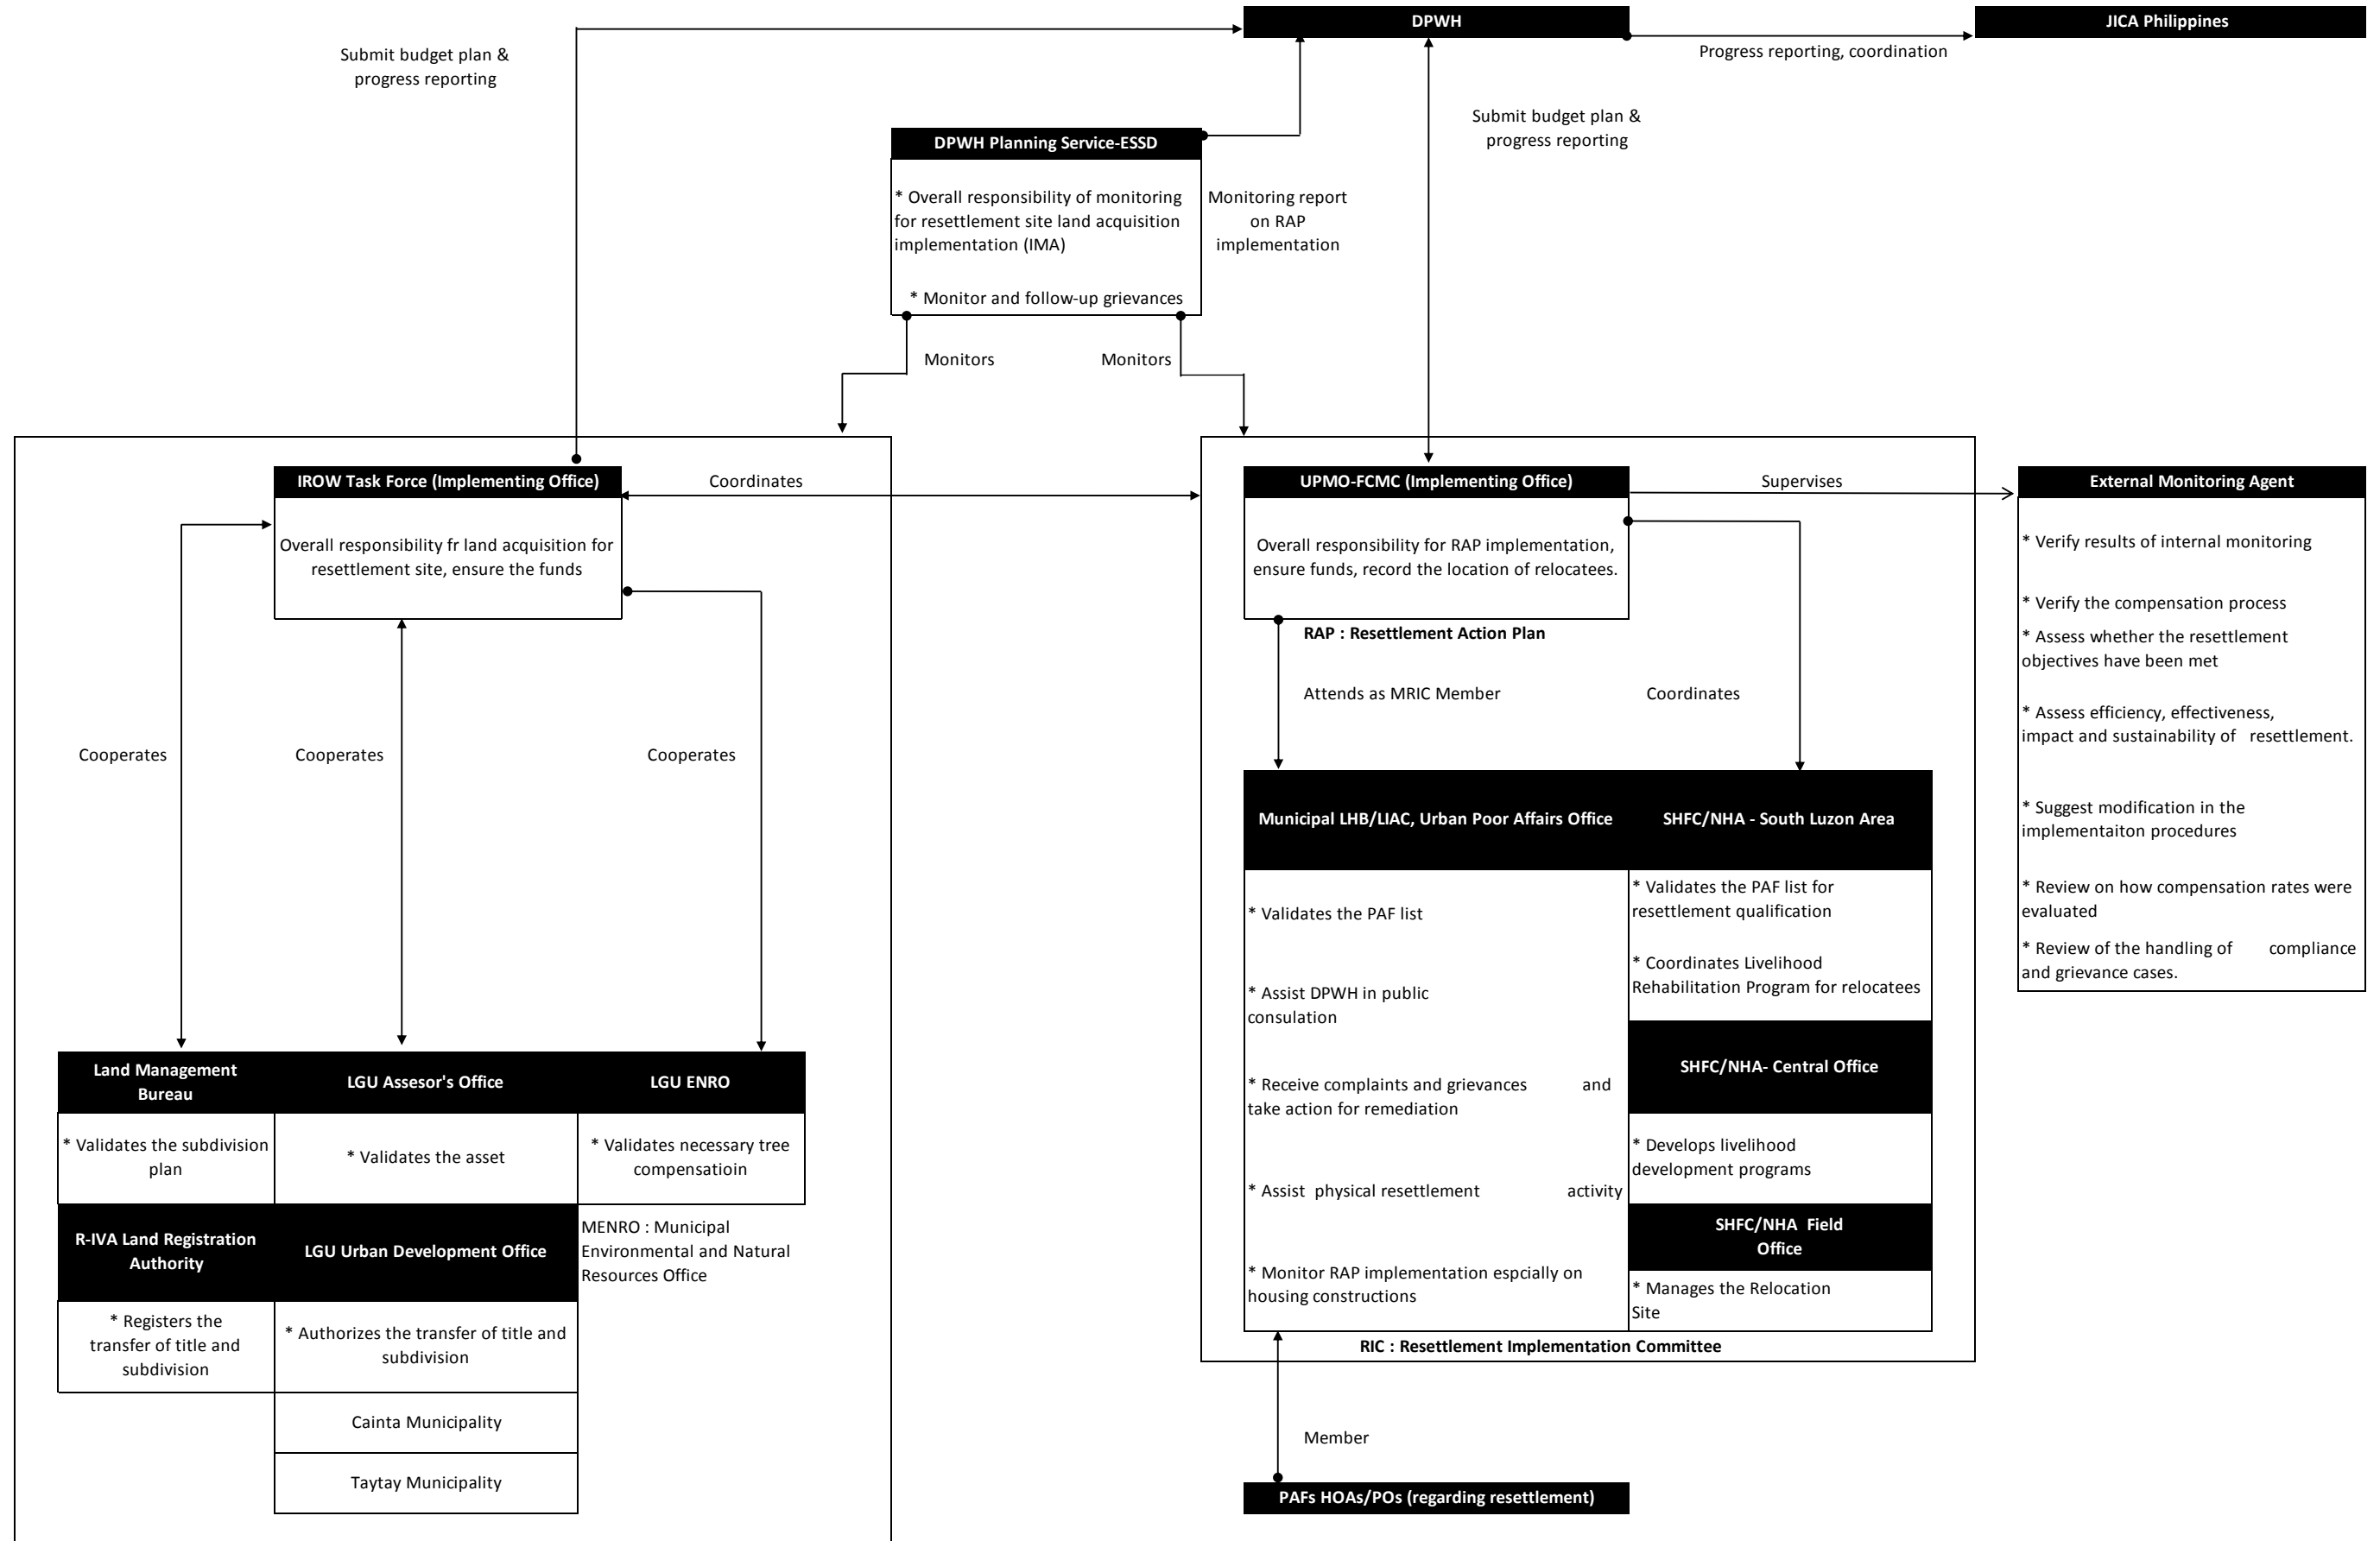 DPWH
JICA Philippines
Submit budget plan &
progress reporting
Progress reporting, coordination
Submit budget plan &
progress reporting
DPWH Planning Service-ESSD
* Overall responsibility of monitoring
for resettlement site land acquisition
implementation (IMA)
* Monitor and follow-up grievances
Monitoring report
on RAP
implementation
Monitors
Monitors
IROW Task Force (Implementing Office)
Overall responsibility fr land acquisition for
resettlement site, ensure the funds
Coordinates
UPMO-FCMC (Implementing Office)
Overall responsibility for RAP implementation,
ensure funds, record the location of relocatees.
RAP : Resettlement Action Plan
Supervises
External Monitoring Agent
* Verify results of internal monitoring
* Verify the compensation process
* Assess whether the resettlement
objectives have been met
* Assess efficiency, effectiveness,
impact and sustainability of resettlement.
* Suggest modification in the
implementaiton procedures
* Review on how compensation rates were
evaluated
* Review of the handling of compliance
and grievance cases.
Attends as MRIC Member
Coordinates
Cooperates
Cooperates
Cooperates
Municipal LHB/LIAC, Urban Poor Affairs Office
* Validates the PAF list
* Assist DPWH in public
consulation
* Receive complaints and grievances and
take action for remediation
* Assist physical resettlement activity
* Monitor RAP implementation espcially on
housing constructions
SHFC/NHA - South Luzon Area
* Validates the PAF list for
resettlement qualification
* Coordinates Livelihood
Rehabilitation Program for relocatees
SHFC/NHA- Central Office
* Develops livelihood
development programs
SHFC/NHA Field
Office
* Manages the Relocation
Site
RIC : Resettlement Implementation Committee
Land Management
Bureau
* Validates the subdivision
plan
R-IVA Land Registration
Authority
* Registers the
transfer of title and
subdivision
LGU Assesor's Office
* Validates the asset
LGU Urban Development Office
* Authorizes the transfer of title and
subdivision
Cainta Municipality
Taytay Municipality
LGU ENRO
* Validates necessary tree
compensatioin
MENRO : Municipal
Environmental and Natural
Resources Office
Member
PAFs HOAs/POs (regarding resettlement)